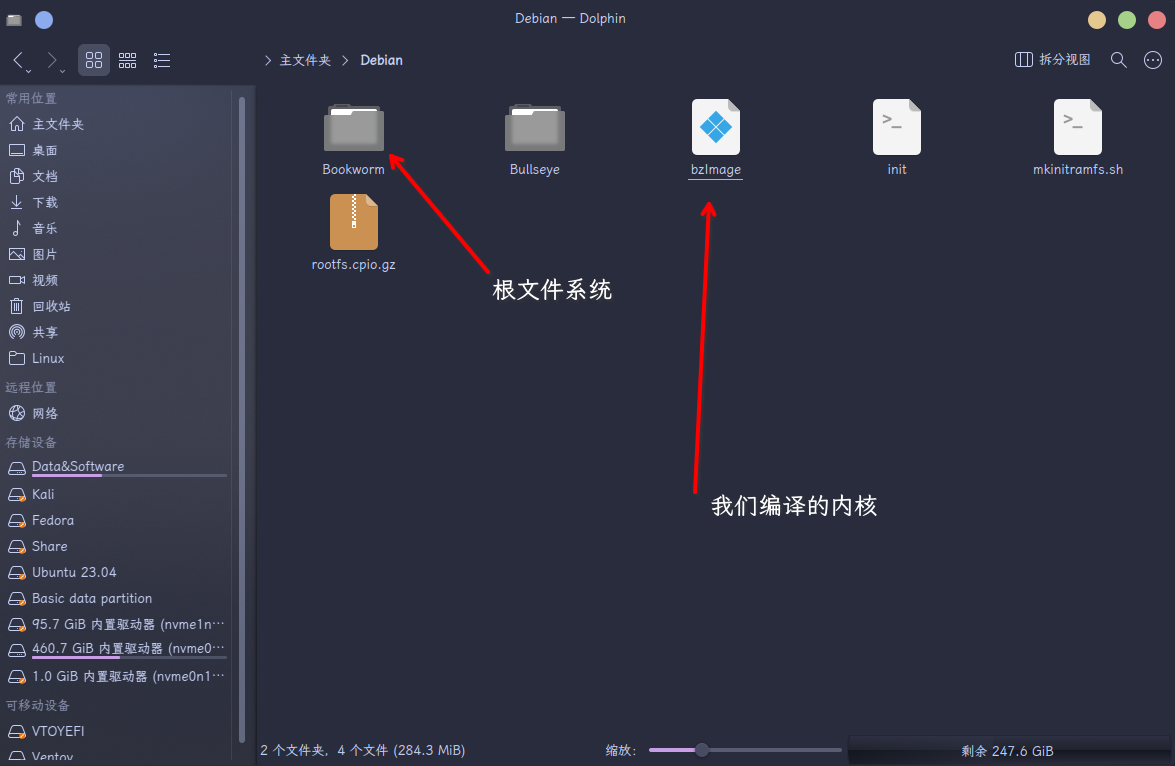 Debian — Dolphin
主文件夹
Debian
拆分视图
常用位置
主文件夹
桌面
文档
下载
音乐
图片
视频
回收站
共享
Linux
远程位置
网络
存储设备
Data&Software
Kali
Fedora
Share
Ubuntu 23.04
Basic data partition
95.7 GiB 内置驱动器 (nvme1n…
460.7 GiB 内置驱动器 (nvme0…
1.0 GiB 内置驱动器 (nvme0n1…
可移动设备
VTOYEFI
Ventoy
Bookworm
Bullseye
bzImage
init
mkinitramfs.sh
rootfs.cpio.gz
根文件系统
我们编译的内核
2 个文件夹, 4 个文件 (284.3 MiB)
缩放:
剩余 247.6 GiB